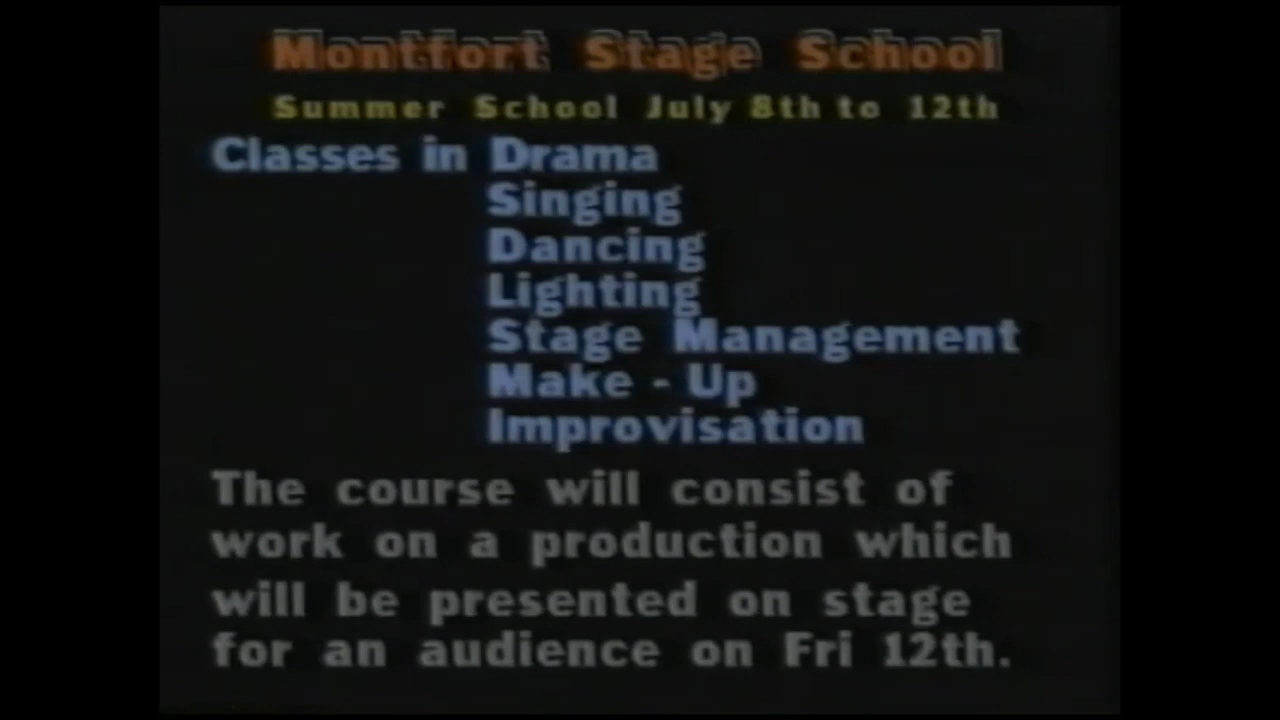 Montfort Stage School
Summer School July 8th to 12th
Classes in Drama
Singing
Dancing
Lighting
Stage Management
Make - Up
Improvisation
The course will consist of
work on a production which
will be presented on stage
for an audience on Fri 12th.